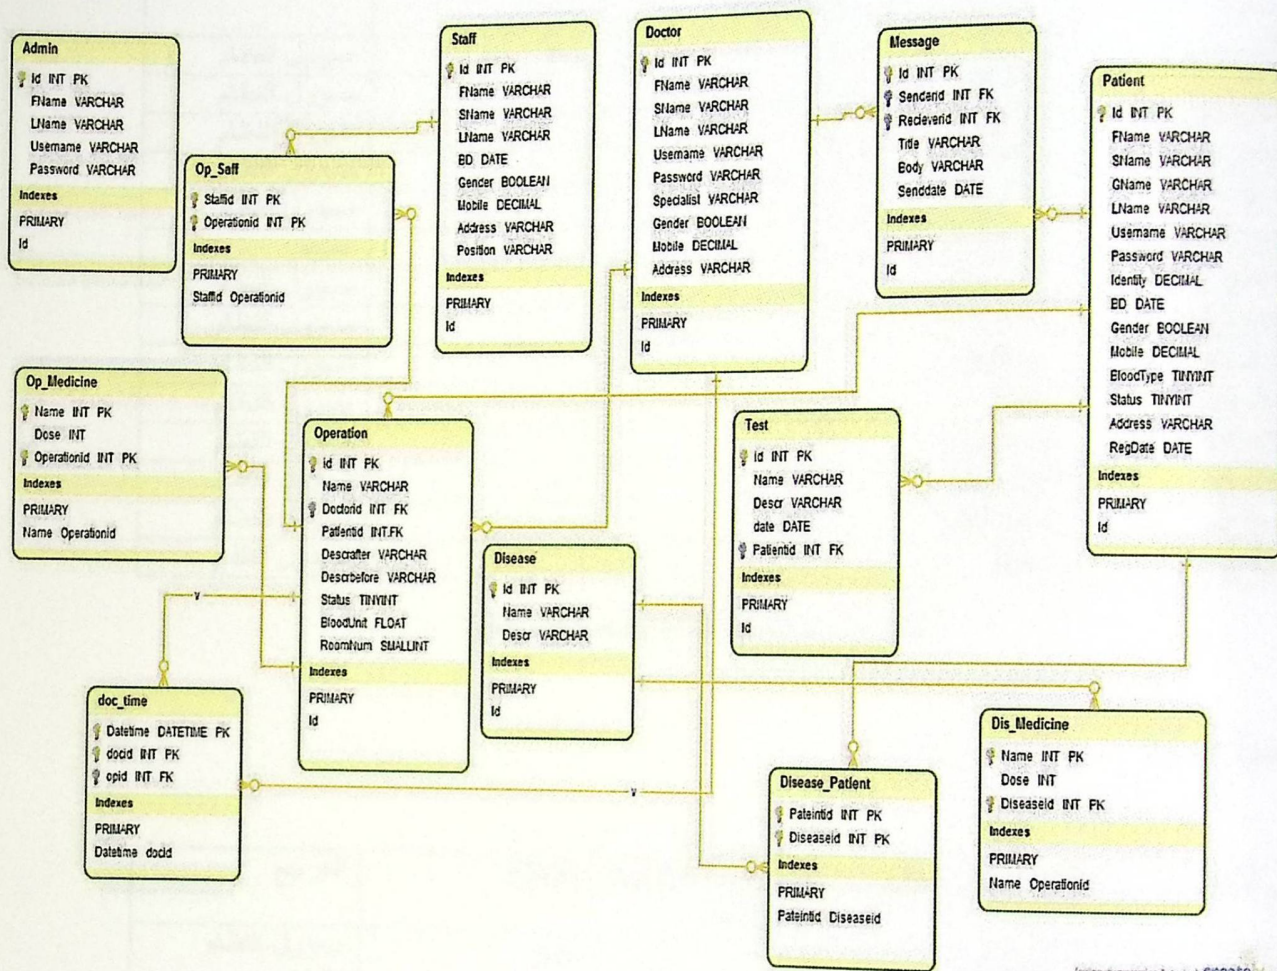 Admin
Id INT PK
FName VARCHAR
LName VARCHAR
Username VARCHAR
Password VARCHAR
Indexes
PRIMARY
Id
Op_Saff
Staffid INT PK
Operationid INT PK
Indexes
PRIMARY
Staffid Operationid
Staff
Id INT PK
FName VARCHAR
SName VARCHAR
LName VARCHAR
BD DATE
Gender BOOLEAN
Mobile DECIMAL
Address VARCHAR
Position VARCHAR
Indexes
PRIMARY
Id
Doctor
Id INT PK
FName VARCHAR
SName VARCHAR
LName VARCHAR
Username VARCHAR
Password VARCHAR
Specialist VARCHAR
Gender BOOLEAN
Mobile DECIMAL
Address VARCHAR
Indexes
PRIMARY
Id
Message
Id INT PK
Senderid INT FK
Recieverid INT FK
Title VARCHAR
Body VARCHAR
Senddate DATE
Indexes
PRIMARY
Id
Patient
Id INT PK
FName VARCHAR
SName VARCHAR
GName VARCHAR
LName VARCHAR
Username VARCHAR
Password VARCHAR
Identity DECIMAL
BD DATE
Gender BOOLEAN
Mobile DECIMAL
BloodType TINYINT
Status TINYINT
Address VARCHAR
RegDate DATE
Indexes
PRIMARY
Id
Op_Medicine
Name INT PK
Dose INT
Operationid INT PK
Indexes
PRIMARY
Name Operationid
Operation
Id INT PK
Name VARCHAR
Doctorid INT FK
Patientid INT.FK
Descrafter VARCHAR
Descrbefore VARCHAR
Status TINYINT
BloodUnit FLOAT
RoomNum SMALLINT
Indexes
PRIMARY
Id
Test
Id INT PK
Name VARCHAR
Descr VARCHAR
date DATE
Patientid INT FK
Indexes
PRIMARY
Id
Disease
Id INT PK
Name VARCHAR
Descr VARCHAR
Indexes
PRIMARY
Id
doc_time
Datetime DATETIME PK
docid INT PK
opid INT FK
Indexes
PRIMARY
Datetime docid
Disease_Patient
Pateintid INT PK
Diseaseid INT PK
Indexes
PRIMARY
Pateintid Diseaseid
Dis_Medicine
Name INT PK
Dose INT
Diseaseid INT FK
Indexes
PRIMARY
Name Operationid